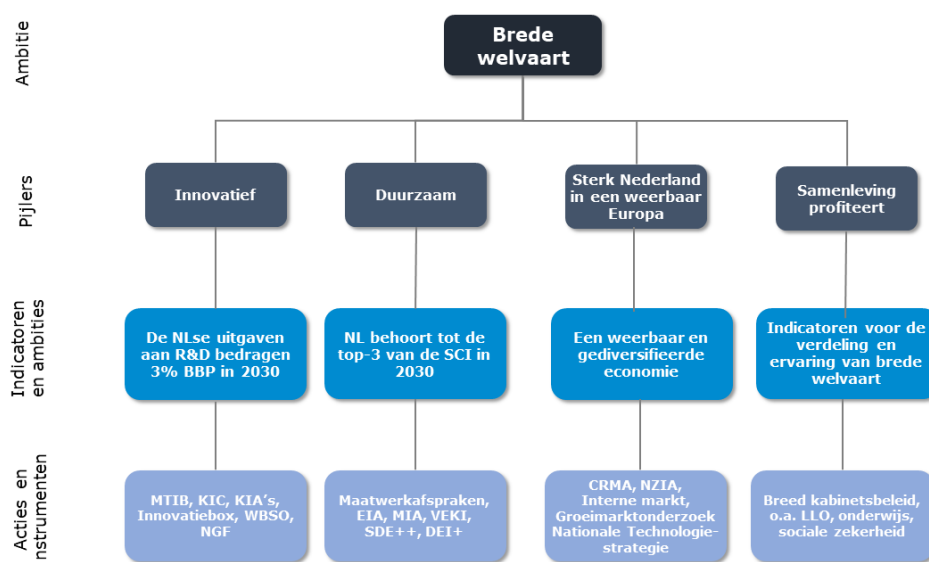 Ambitie
Brede
welvaart
Pijlers
Innovatief
Duurzaam
Sterk Nederland
in een weerbaar
Europa
Samenleving
profiteert
Indicatoren
en ambities
De NLse uitgaven
aan R&D bedragen
3% BBP in 2030
NL behoort tot de
top-3 van de SCI in
2030
Een weerbaar en
gediversifieerde
economie
Indicatoren voor de
verdeling en
ervaring van brede
welvaart
Acties en
nstrumenten
MTIB, KIC, KIA’s,
Innovatiebox, WBSO,
NGF
Maatwerkafspraken,
EIA, MIA, VEKI,
SDE++, DEI+
CRMA, NZIA,
Interne markt,
Groeimarktonderzoek
Nationale Technologie-
strategie
Breed kabinetsbeleid,
o.a. LLO, onderwijs,
sociale zekerheid